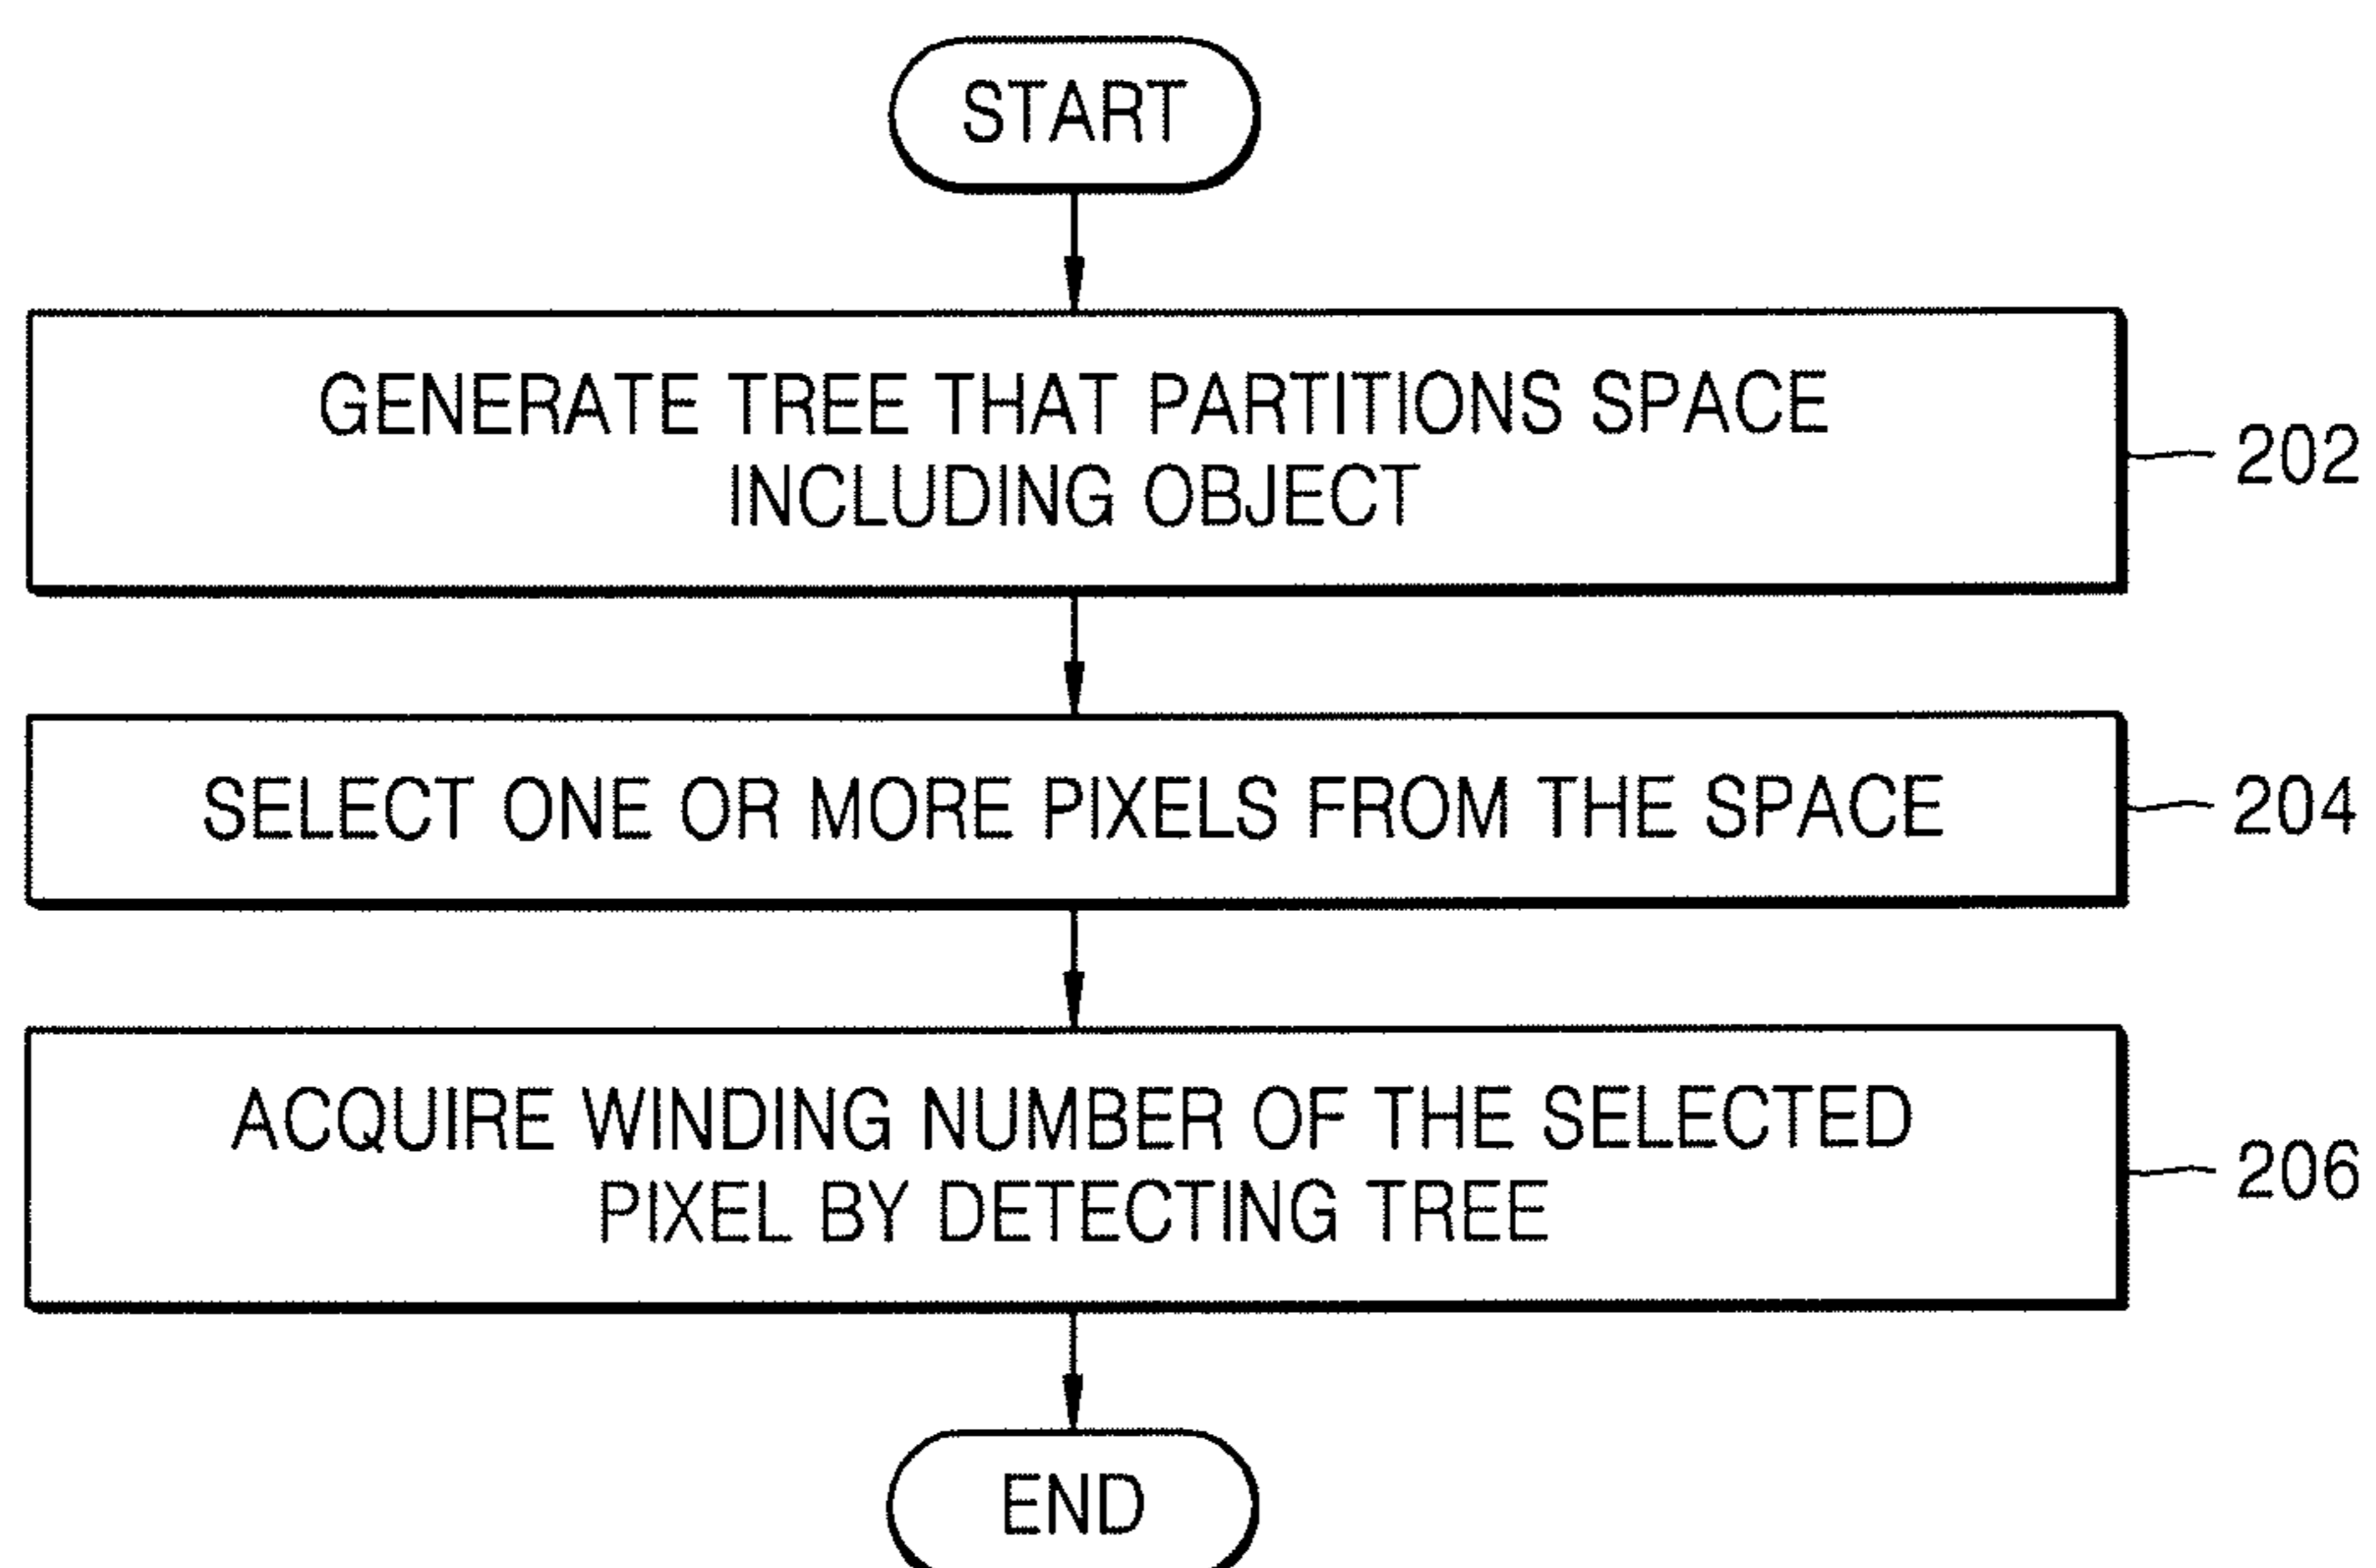 START
GENERATE TREE THAT PARTITIONS SPACE
INCLUDING OBJECT
202
SELECT ONE OR MORE PIXELS FROM THE SPACE
204
ACQUIRE WINDING NUMBER OF THE SELECTED
PIXEL BY DETECTING TREE
206
END